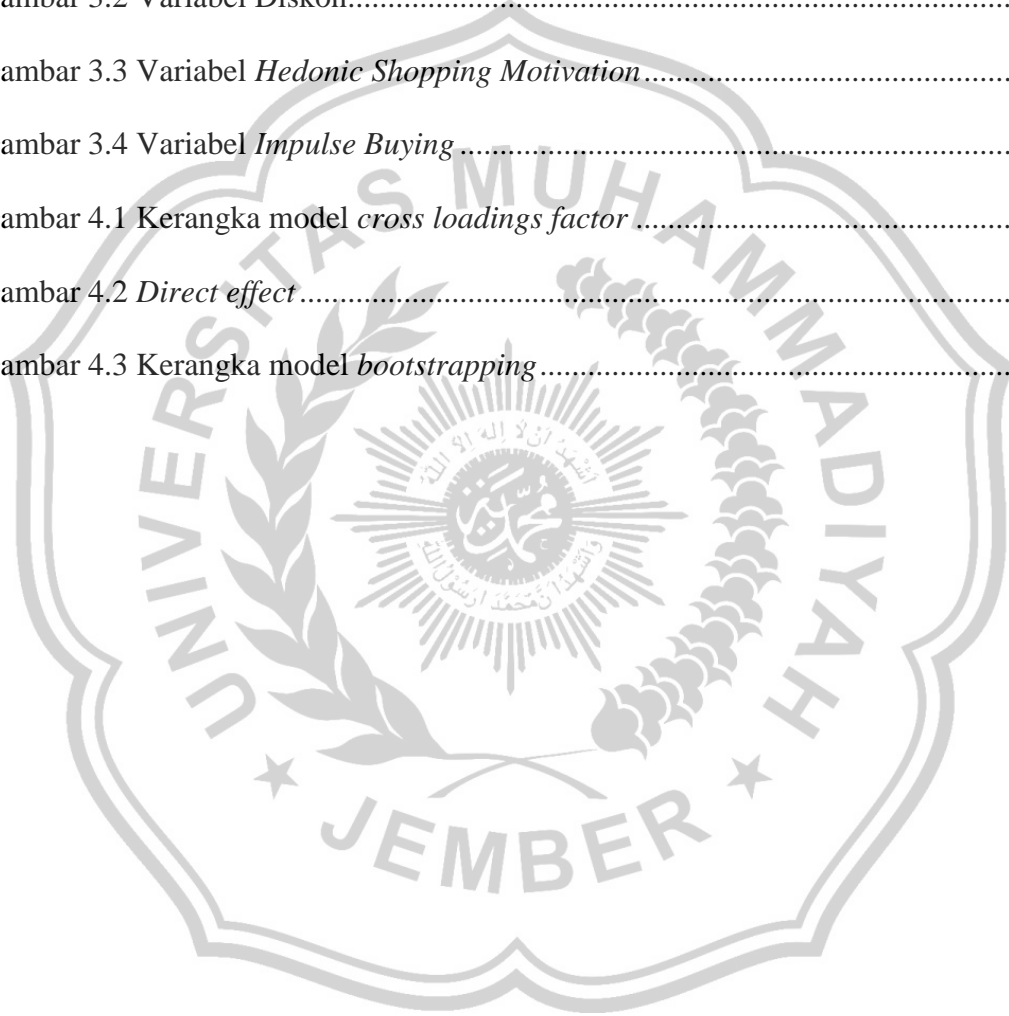 ambar 3.2 Variabel Diskon....................................................................................
ambar 3.3 Variabel Hedonic Shopping Motivation..............................................
ambar 3.4 Variabel Impulse Buying.....................................................................
ambar 4.1 Kerangka model cross loadings factor ...............................................
ambar 4.2 Direct effect.........................................................................................
ambar 4.3 Kerangka model bootstrapping...........................................................
UNIVERSITAS MUHAMMADIYAH
JEMBER